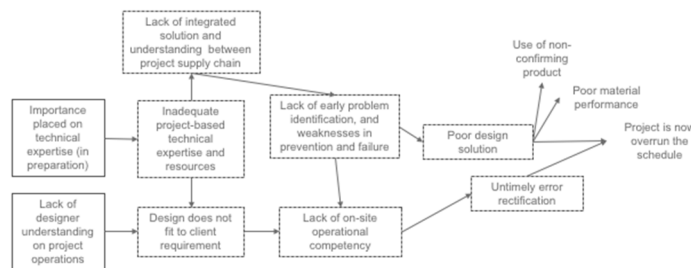 Lack of integrated
solution and
understanding between
project supply chain
Use of non-
confirming
product
Poor material
performance
Importance
placed on
technical
expertise (in
preparation)
Inadequate
project-based
technical
expertise and
resources
Lack of early problem
identification, and
weaknesses in
prevention and failure
Poor design
solution
Project is now
overrun the
schedule
Lack of
designer
understanding
on project
operations
Design does not
fit to client
requirement
Lack of on-site
operational
competency
Untimely error
rectification